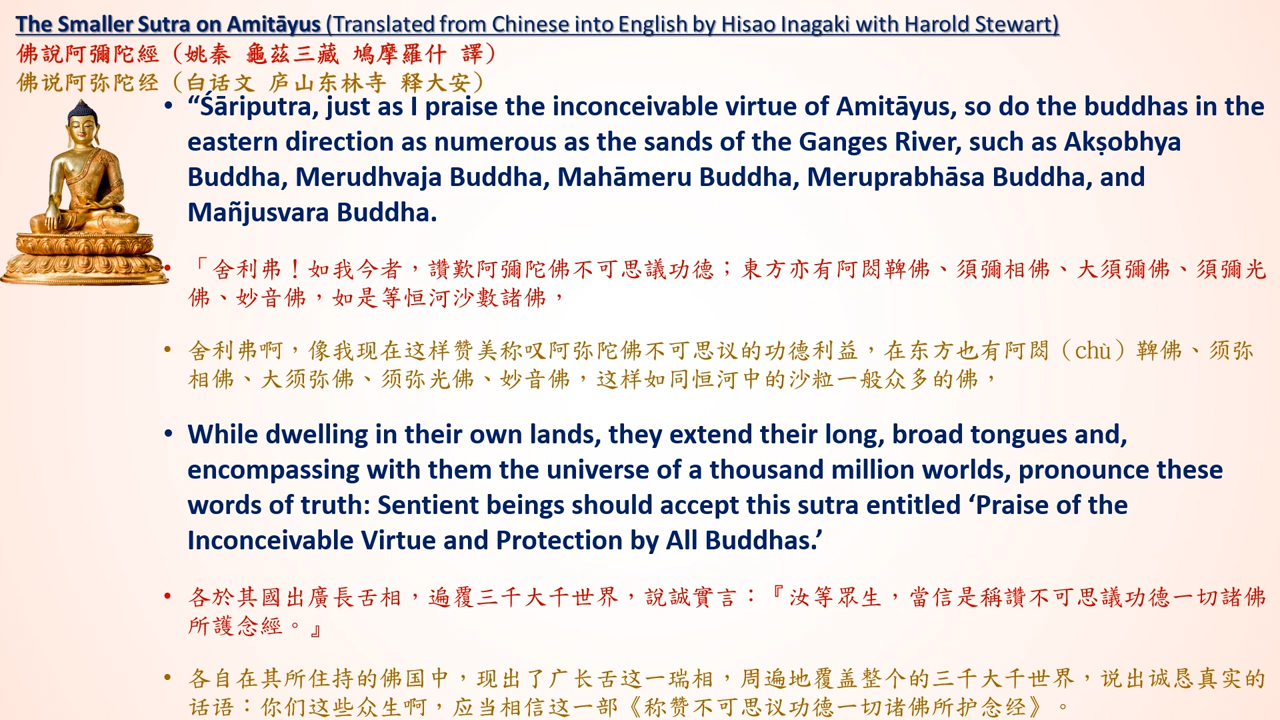 The Smaller Sutra on Amitāyus (Translated from Chinese into English by Hisao Inagaki with Harold Stewart)
佛說阿彌陀經（姚秦 龜茲三藏 鳩摩羅什 譯）
佛说阿弥陀经（白话文 庐山东林寺 释大安）
• “Śāriputra, just as I praise the inconceivable virtue of Amitāyus, so do the buddhas in the
eastern direction as numerous as the sands of the Ganges River, such as Akṣobhya
Buddha, Merudhvaja Buddha, Mahāmeru Buddha, Meruprabhāsa Buddha, and
Mañjusvara Buddha.
• 「舍利弗！如我今者，讚歎阿彌陀佛不可思議功德；東方亦有阿閦鞞佛、須彌相佛、大須彌佛、須彌光
佛、妙音佛，如是等恒河沙數諸佛，
• 舍利弗啊，像我现在这样赞美称叹阿弥陀佛不可思议的功德利益，在东方也有阿閦（chù）鞞佛、须弥
相佛、大须弥佛、须弥光佛、妙音佛，这样如同恒河中的沙粒一般众多的佛，
• While dwelling in their own lands, they extend their long, broad tongues and,
encompassing with them the universe of a thousand million worlds, pronounce these
words of truth: Sentient beings should accept this sutra entitled ‘Praise of the
Inconceivable Virtue and Protection by All Buddhas.’
• 各於其國出廣長舌相，遍覆三千大千世界，說誠實言：『汝等眾生，當信是稱讚不可思議功德一切諸佛
所護念經。』
• 各自在其所住持的佛国中，现出了广长舌这一瑞相，周遍地覆盖整个的三千大千世界，说出诚恳真实的
话语：你们这些众生啊，应当相信这一部《称赞不可思议功德一切诸佛所护念经》。